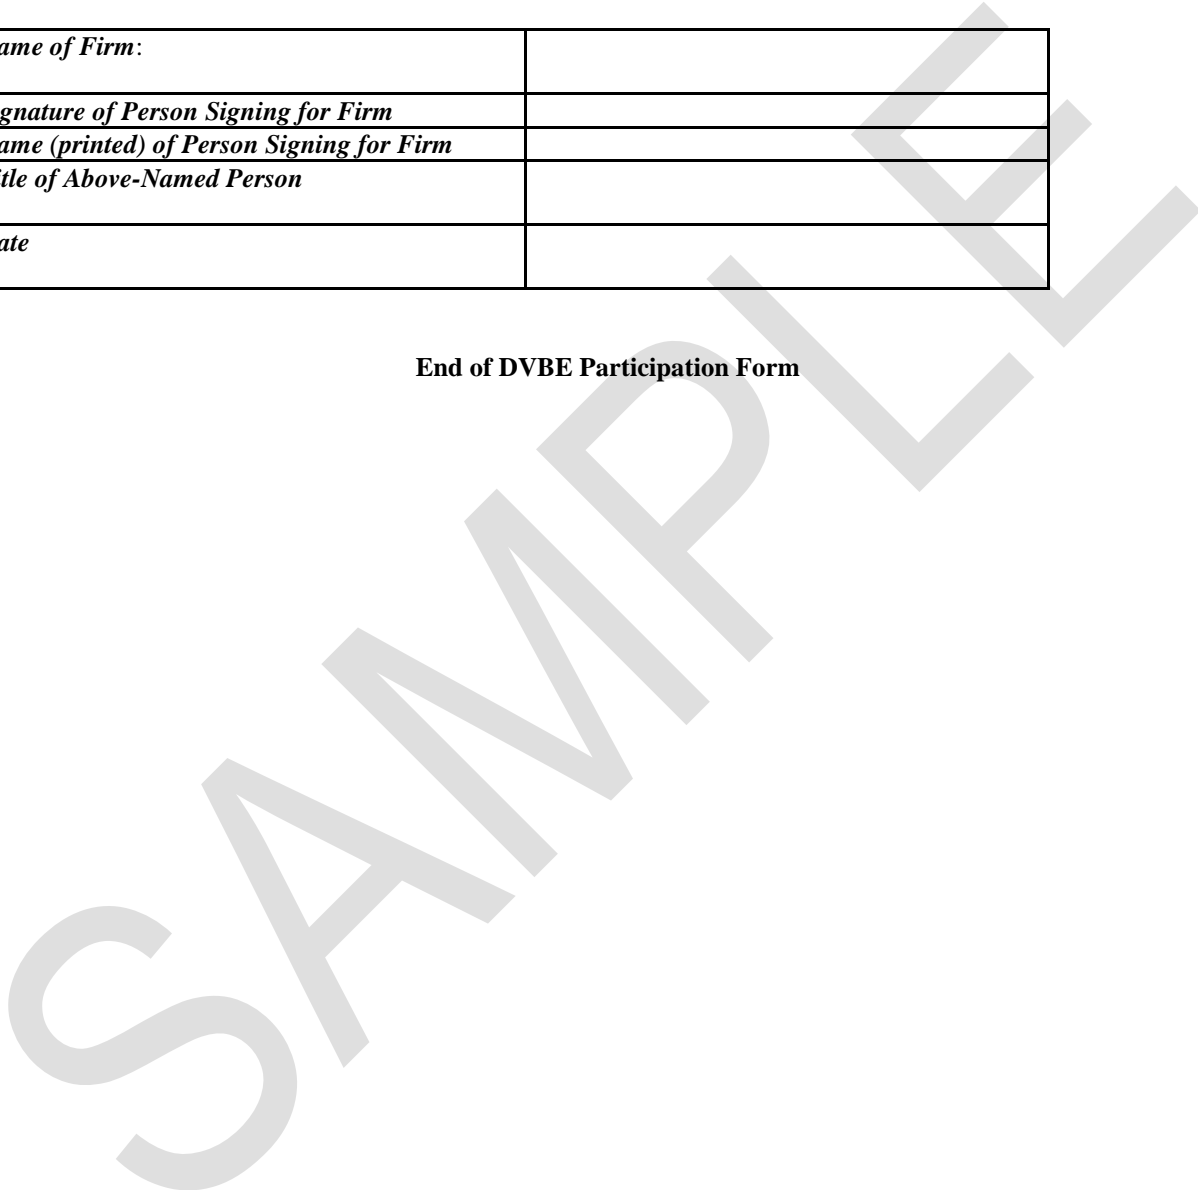 ame of Firm:
gnature of Person Signing for Firm
ame (printed) of Person Signing for Firm
itle of Above-Named Person
ate
End of DVBE Participation Form
SAMPLE